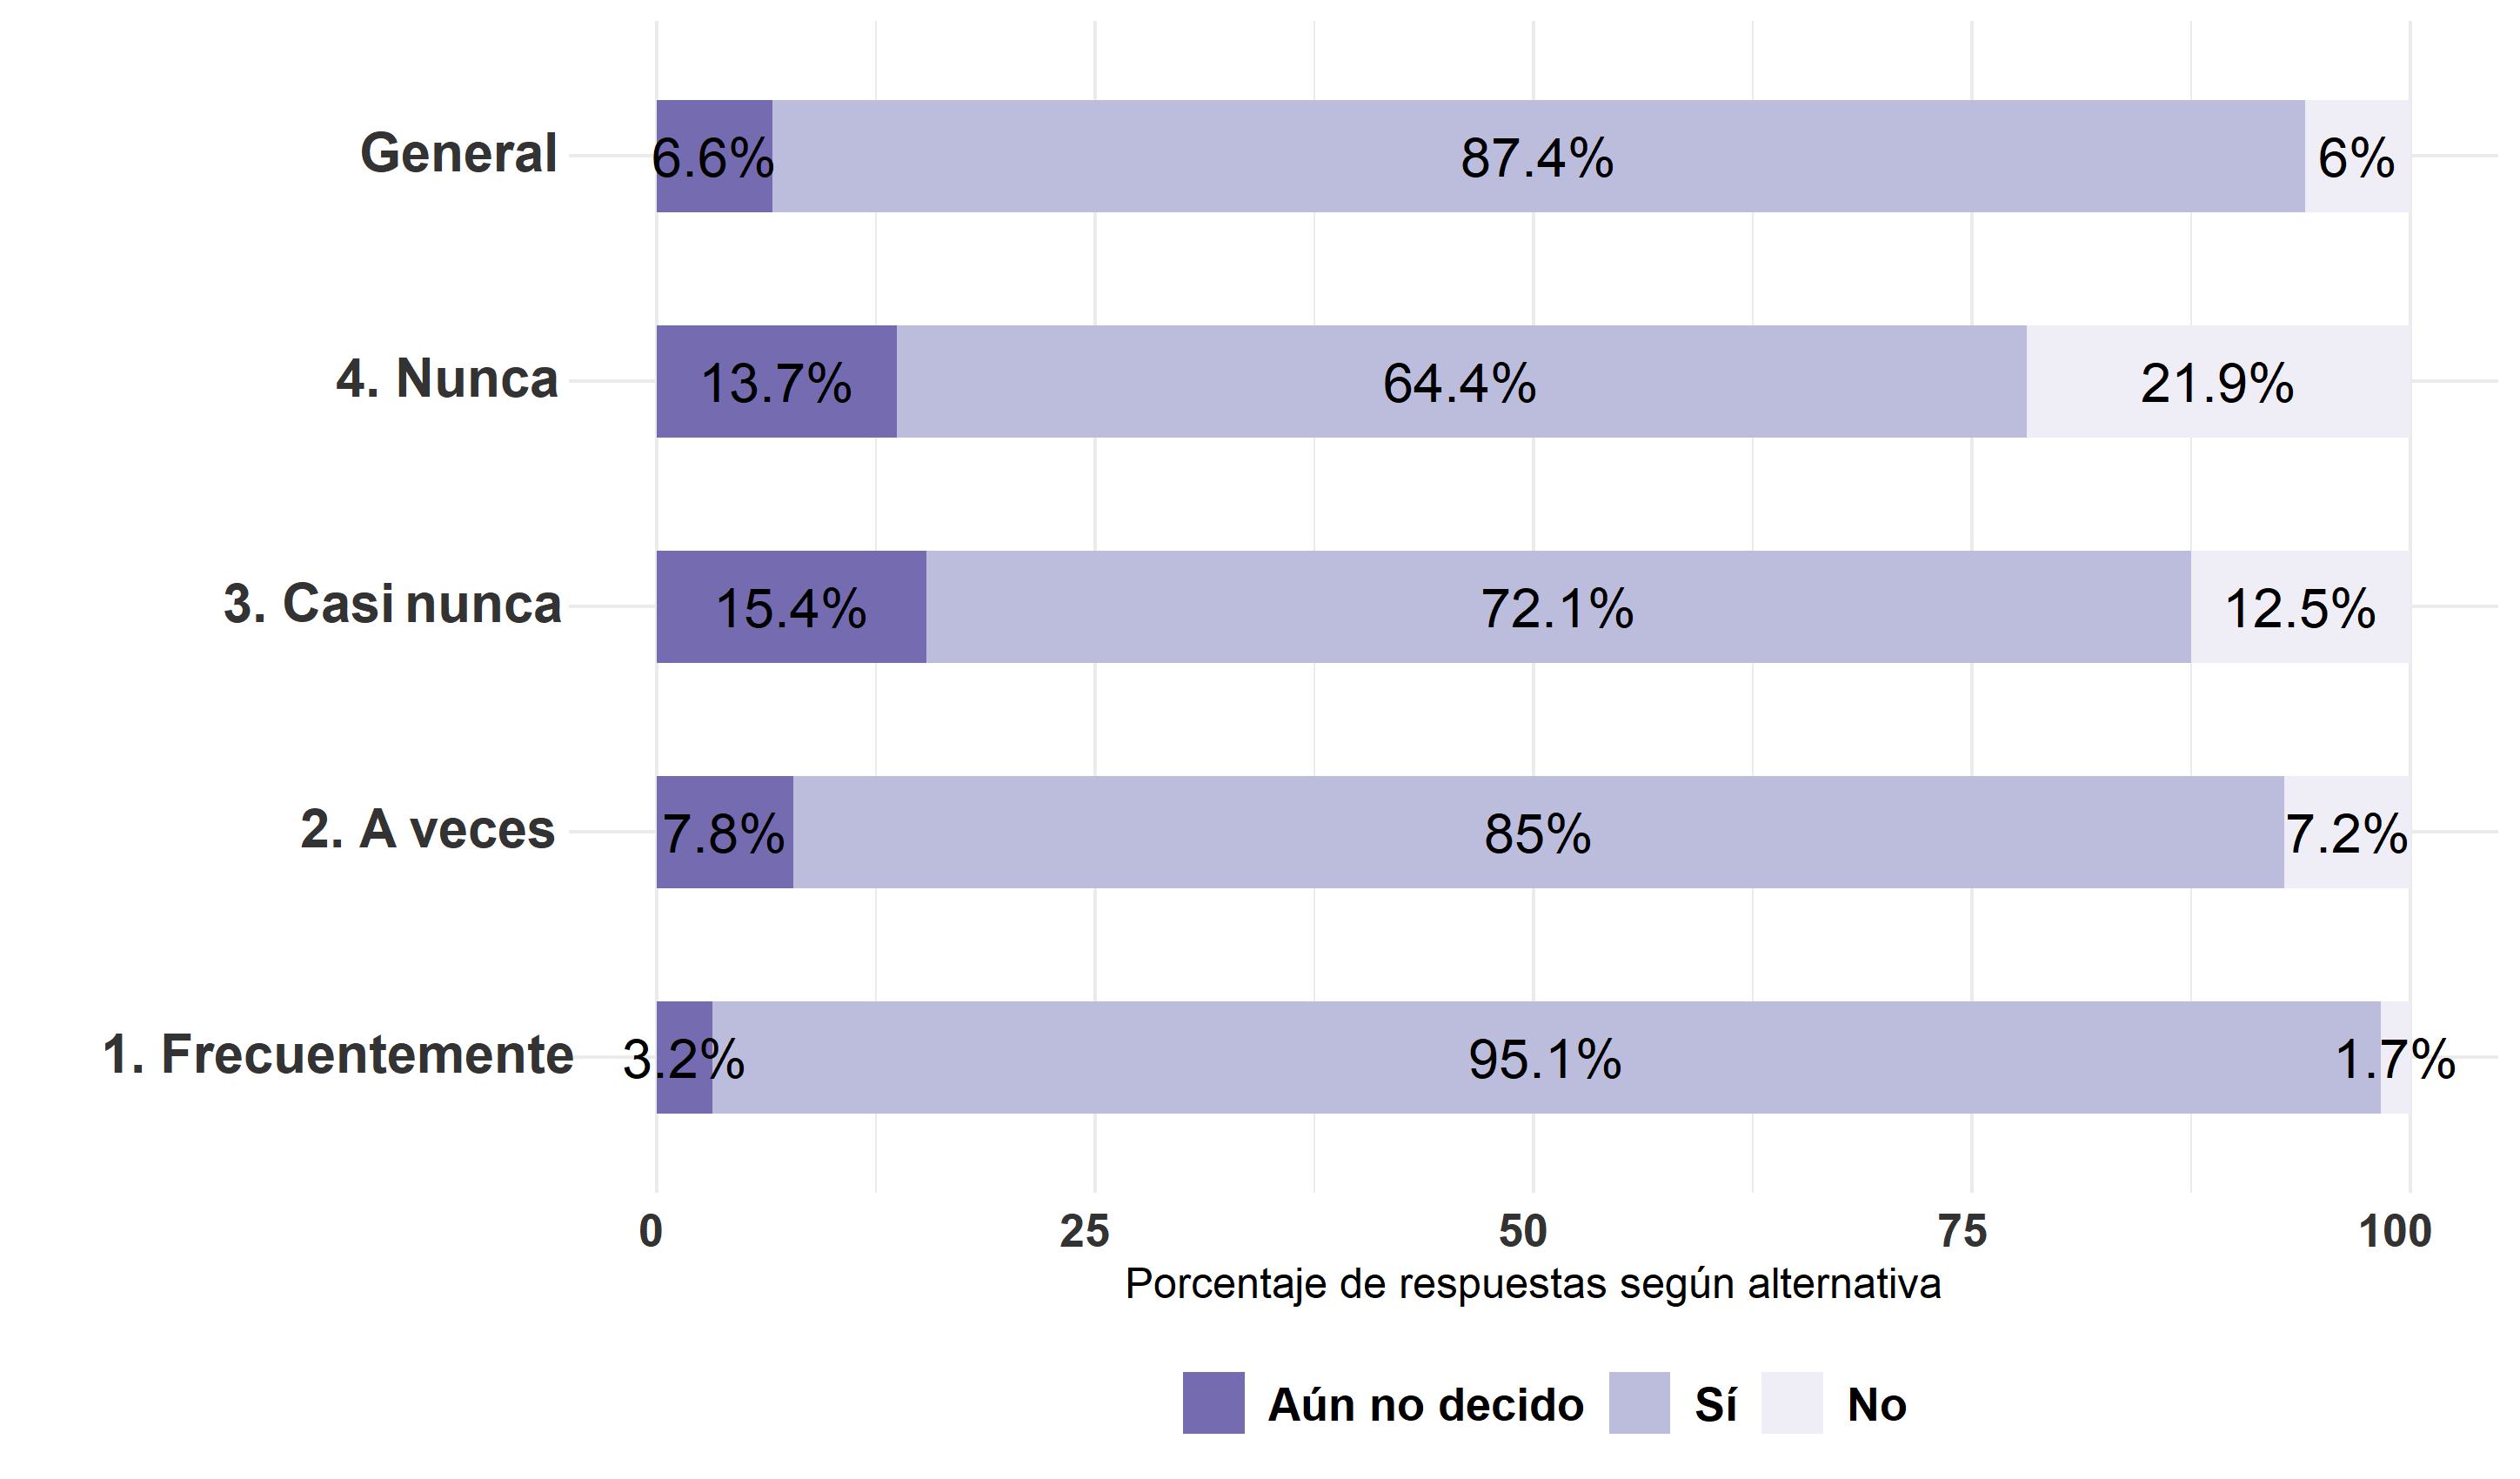 General 6.6% 87.4% 6%
4. Nunca 13.7% 64.4% 21.9%
3. Casi nunca 15.4% 72.1% 12.5%
2. A veces 7.8% 85% 7.2%
1. Frecuentemente 3.2% 95.1% 1.7%
0 25 50 75 100
Porcentaje de respuestas según alternativa
Aún no decido Sí No